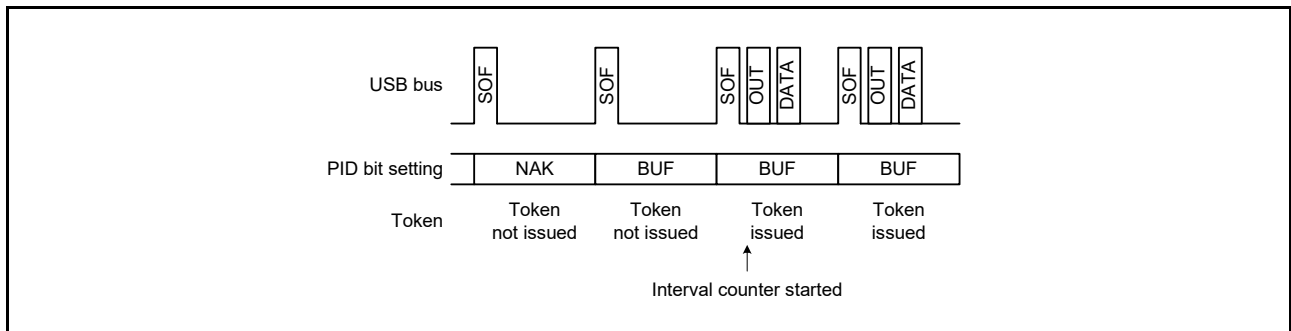 USB bus
SOF
SOF
SOF
OUT
DATA
SOF
OUT
DATA
PID bit setting
NAK
BUF
BUF
BUF
Token
Token
not issued
Token
not issued
Token
issued
Token
issued
Interval counter started